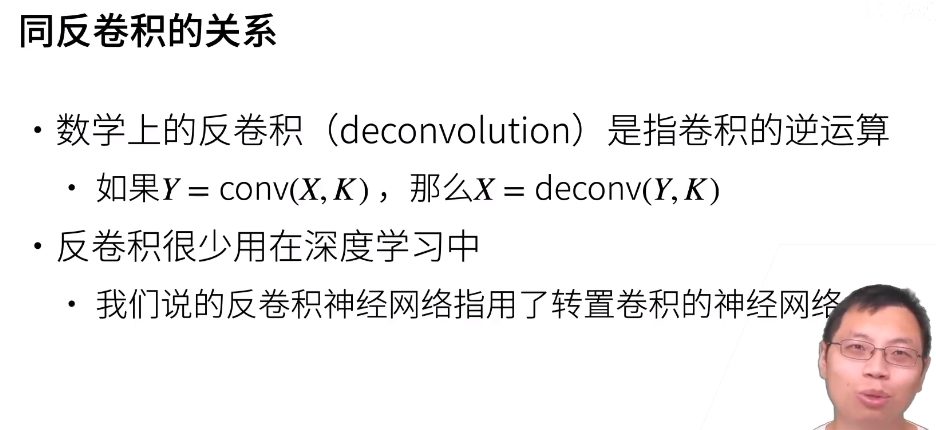 同反卷积的关系
• 数学上的反卷积（deconvolution）是指卷积的逆运算
• 如果Y = conv(X, K)，那么X = deconv(Y, K)
• 反卷积很少用在深度学习中
• 我们说的反卷积神经网络指用了转置卷积的神经网络